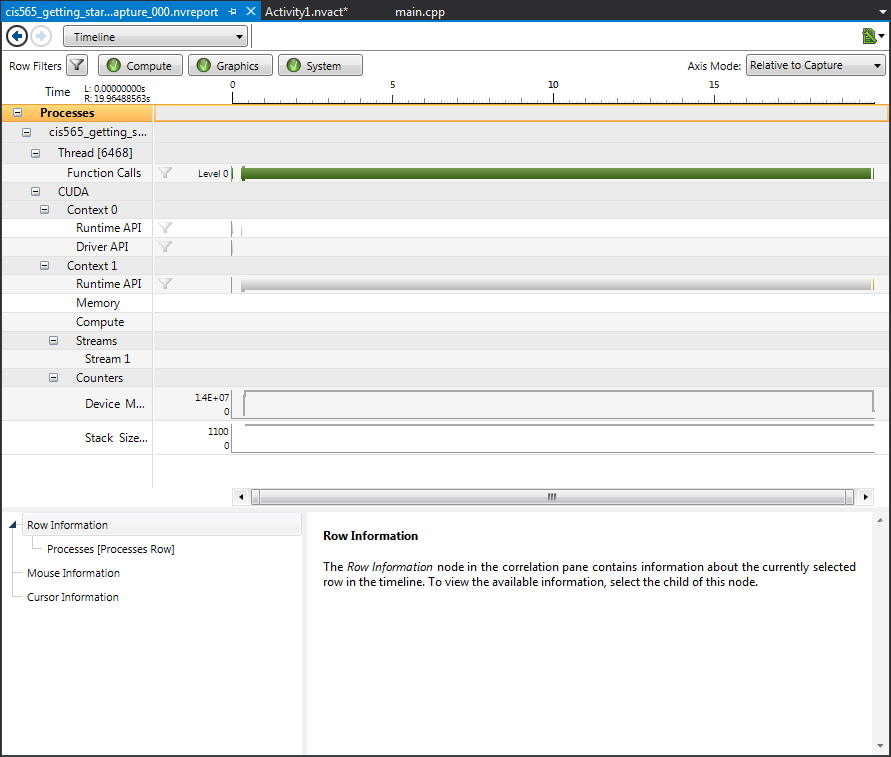 cis565_getting_star...apture_000.nvreport Activity1.nvact* main.cpp
Timeline
Row Filters Compute Graphics System Axis Mode: Relative to Capture
Time L: 0.00000000s R: 19.96488563s 0 5 10 15
Processes
cis565_getting_s...
Thread [6468]
Function Calls Level 0
CUDA
Context 0
Runtime API
Driver API
Context 1
Runtime API
Memory
Compute
Streams
Stream 1
Counters
Device M... 1.4E+07 0
Stack Size... 1100 0
Row Information
Processes [Processes Row]
Mouse Information
Cursor Information
Row Information
The Row Information node in the correlation pane contains information about the currently selected
row in the timeline. To view the available information, select the child of this node.